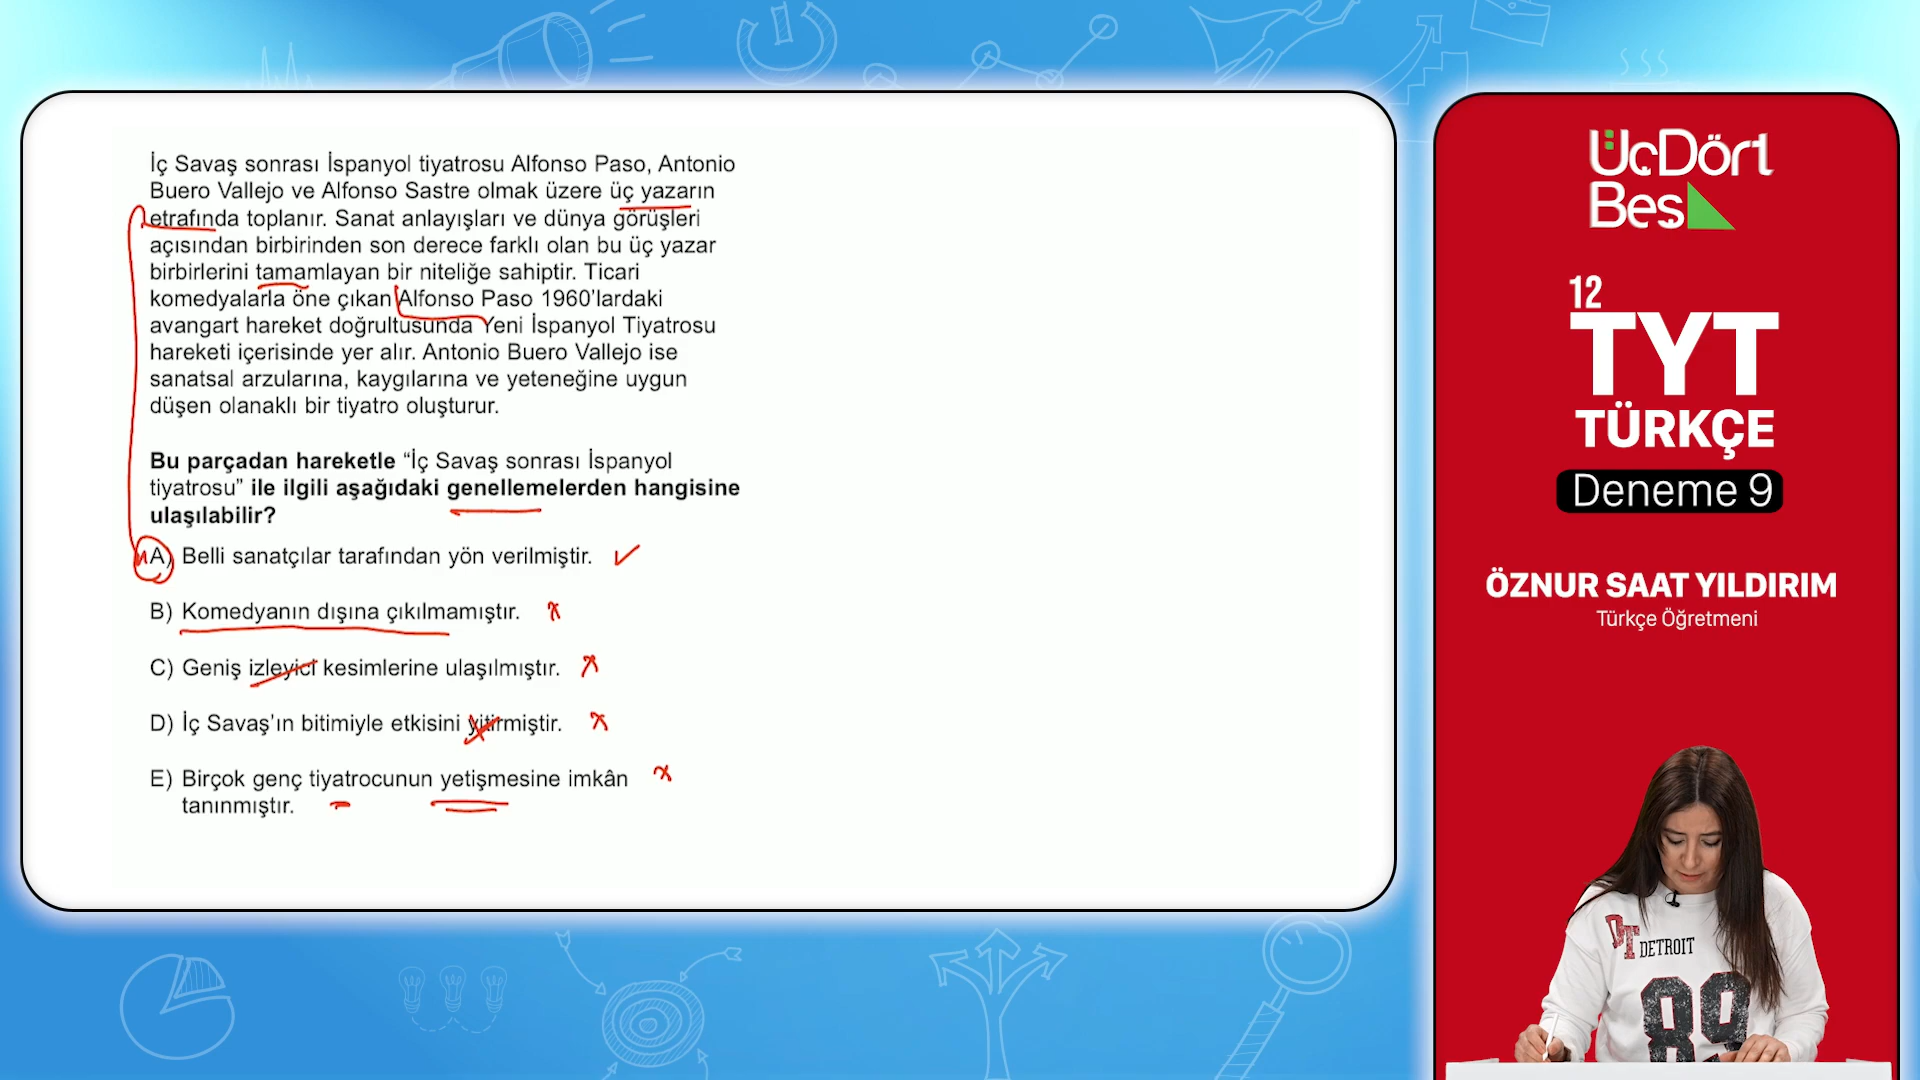 İç Savaş sonrası İspanyol tiyatrosu Alfonso Paso, Antonio
Buero Vallejo ve Alfonso Sastre olmak üzere üç yazarın
etrafında toplanır. Sanat anlayışları ve dünya görüşleri
açısından birbirinden son derece farklı olan bu üç yazar
birbirlerini tamamlayan bir niteliğe sahiptir. Ticari
komedyalarla öne çıkan Alfonso Paso 1960’lardaki
avangart hareket doğrultusunda Yeni İspanyol Tiyatrosu
hareketi içerisinde yer alır. Antonio Buero Vallejo ise
sanatsal arzularına, kaygılarına ve yeteneğine uygun
düşen olanaklı bir tiyatro oluşturur.
Bu parçadan hareketle “İç Savaş sonrası İspanyol
tiyatrosu” ile ilgili aşağıdaki genellemelerden hangisine
ulaşılabilir?
A) Belli sanatçılar tarafından yön verilmiştir.
B) Komedyanın dışına çıkılmamıştır.
C) Geniş izleyici kesimlerine ulaşılmıştır.
D) İç Savaş’ın bitimiyle etkisini yitirmiştir.
E) Birçok genç tiyatrocunun yetişmesine imkân
tanınmıştır.
ÜçDört
Beş
12
TYT
TÜRKÇE
Deneme 9
ÖZNUR SAAT YILDIRIM
Türkçe Öğretmeni
DT DETROIT
89